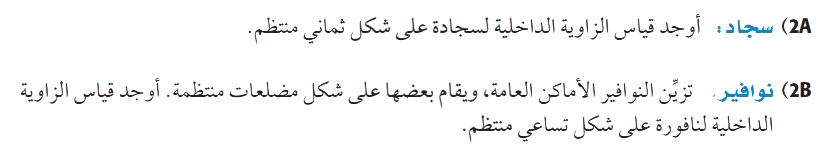 2A) سجاد: أوجد قياس الزاوية الداخلية لسجادة على شكل ثماني منتظم.
2B) نوافير. تزيِّن النوافير الأماكن العامة، ويقام بعضها على شكل مضلعات منتظمة. أوجد قياس الزاوية
الداخلية لنافورة على شكل تساعي منتظم.